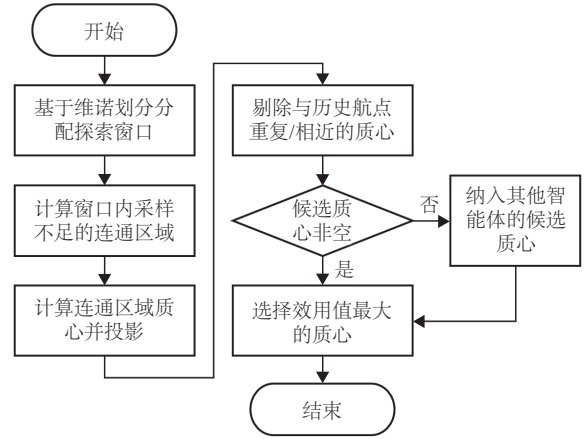 开始
基于维诺划分分
配探索窗口
计算窗口内采样
不足的连通区域
计算连通区域质
心并投影
剔除与历史航点
重复/相近的质心
候选质
心非空
否
纳入其他智
能体的候选
质心
是
选择效用值最大
的质心
结束